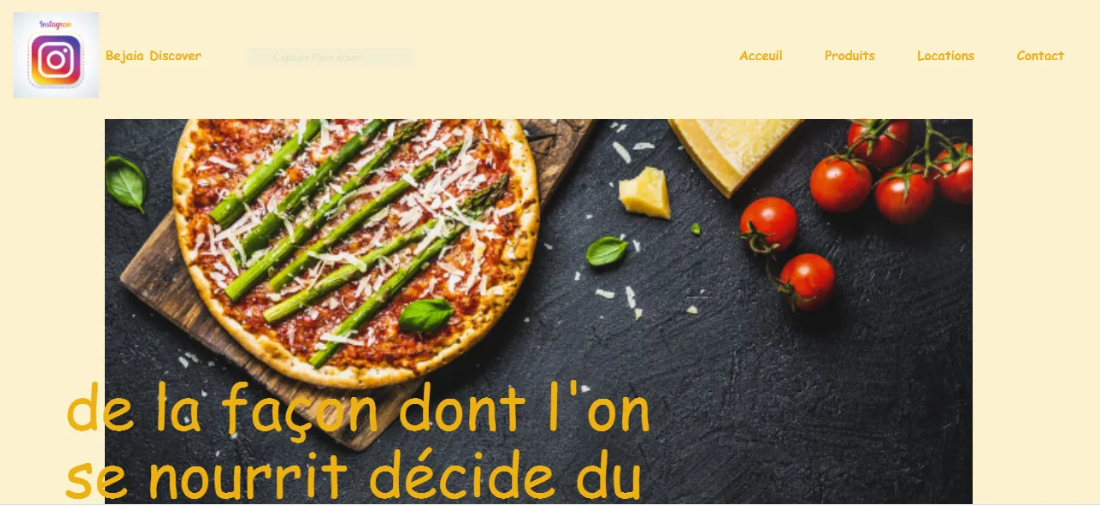 Instagram
Bejaia Discover
Capture Plein écran
Acceuil
Produits
Locations
Contact
de la façon dont l'on
se nourrit décide du